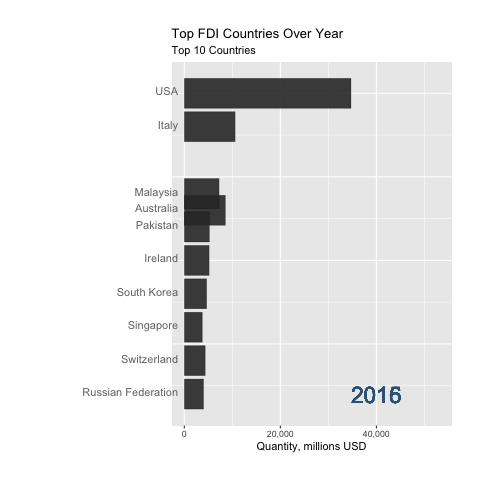 Top FDI Countries Over Year
Top 10 Countries
USA
Italy
Malaysia
Australia
Pakistan
Ireland
South Korea
Singapore
Switzerland
Russian Federation
2016
0 20,000 40,000
Quantity, millions USD